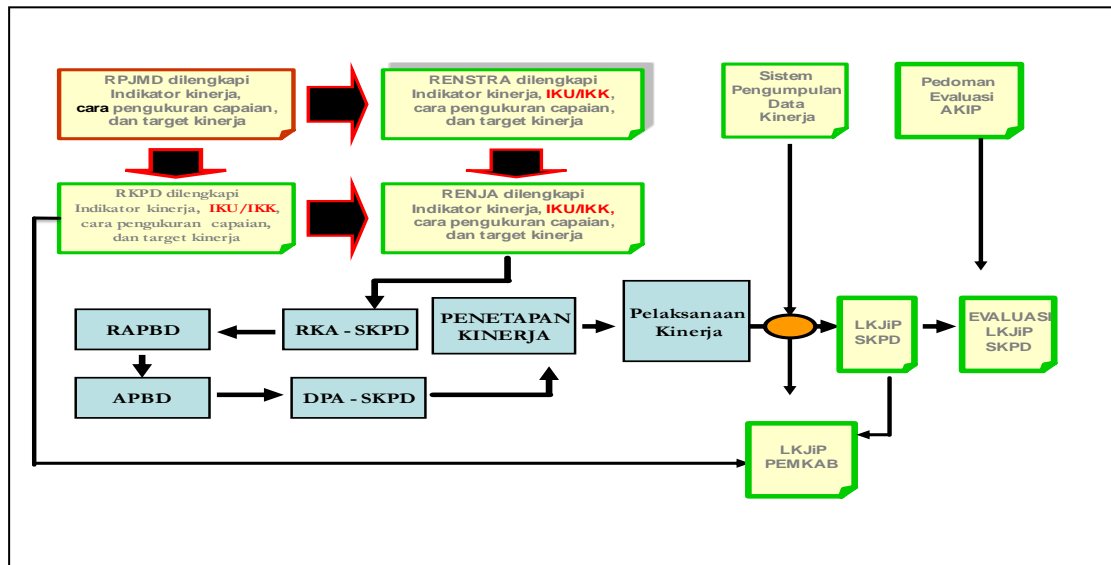 RPJMD dilengkapi
Indikator kinerja,
cara pengukuran capaian,
dan target kinerja
RENSTRA dilengkapi
Indikator kinerja, IKU/IKK,
cara pengukuran capaian,
dan target kinerja
Sistem
Pengumpulan
Data
Kinerja
Pedoman
Evaluasi
AKIP
RKPD dilengkapi
Indikator kinerja, IKU/IKK,
cara pengukuran capaian,
dan target kinerja
RENJA dilengkapi
Indikator kinerja, IKU/IKK,
cara pengukuran capaian,
dan target kinerja
RAPBD
RKA - SKPD
PENETAPAN
KINERJA
Pelaksanaan
Kinerja
LKJiP
SKPD
EVALUASI
LKJiP
SKPD
APBD
DPA - SKPD
LKJiP
PEMKAB